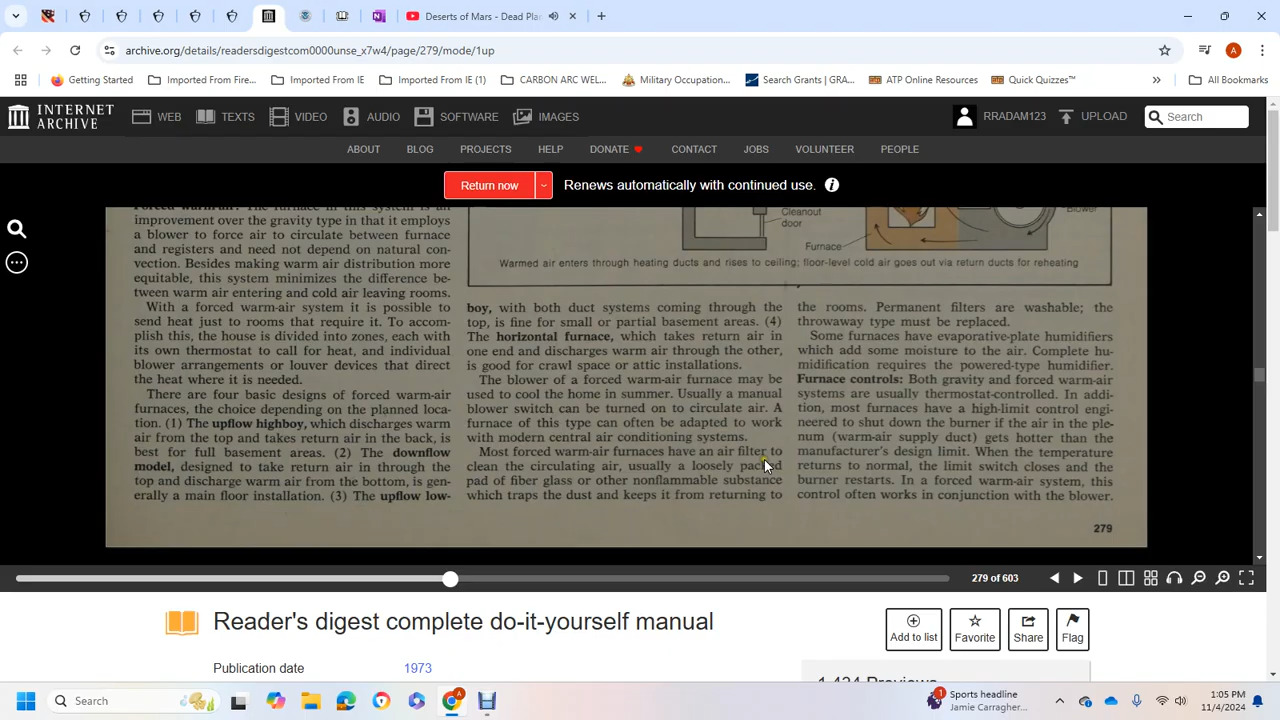 Deserts of Mars - Dead Pla
archive.org/details/readersdigestcom0000unse_x7w4/page/279/mode/1up
A
Getting Started
Imported From Fire...
Imported From IE
Imported From IE (1)
CARBON ARC WEL...
Military Occupation...
Search Grants | GRA...
ATP Online Resources
Quick Quizzes™
All Bookmarks
INTERNET
ARCHIVE
WEB
TEXTS
VIDEO
AUDIO
SOFTWARE
IMAGES
RRADAM123
UPLOAD
Search
ABOUT
BLOG
PROJECTS
HELP
DONATE
CONTACT
JOBS
VOLUNTEER
PEOPLE
Return now
Renews automatically with continued use.
Forced warm air: The furnace in this system is an
improvement over the gravity type in that it employs
a blower to force air to circulate between furnace
and registers and need not depend on natural con-
vection. Besides making warm air distribution more
equitable, this system minimizes the difference be-
tween warm air entering and cold air leaving rooms.
With a forced warm-air system it is possible to
send heat just to rooms that require it. To accom-
plish this, the house is divided into zones, each with
its own thermostat to call for heat, and individual
blower arrangements or louver devices that direct
the heat where it is needed.
There are four basic designs of forced warm-air
furnaces, the choice depending on the planned loca-
tion. (1) The upflow highboy, which discharges warm
air from the top and takes return air in the back, is
best for full basement areas. (2) The downflow
model, designed to take return air in through the
top and discharge warm air from the bottom, is gen-
erally a main floor installation. (3) The upflow low-
Cleanout
door
Furnace
Blower
Warmed air enters through heating ducts and rises to ceiling; floor-level cold air goes out via return ducts for reheating
boy, with both duct systems coming through the
top, is fine for small or partial basement areas. (4)
The horizontal furnace, which takes return air in
one end and discharges warm air through the other,
is good for crawl space or attic installations.
The blower of a forced warm-air furnace may be
used to cool the home in summer. Usually a manual
blower switch can be turned on to circulate air. A
furnace of this type can often be adapted to work
with modern central air conditioning systems.
Most forced warm-air furnaces have an air filter to
clean the circulating air, usually a loosely packed
pad of fiber glass or other nonflammable substance
which traps the dust and keeps it from returning to
the rooms. Permanent filters are washable; the
throwaway type must be replaced.
Some furnaces have evaporative-plate humidifiers
which add some moisture to the air. Complete hu-
midification requires the powered-type humidifier.
Furnace controls: Both gravity and forced warm-air
systems are usually thermostat-controlled. In addi-
tion, most furnaces have a high-limit control engi-
neered to shut down the burner if the air in the ple-
num (warm-air supply duct) gets hotter than the
manufacturer's design limit. When the temperature
returns to normal, the limit switch closes and the
burner restarts. In a forced warm-air system, this
control often works in conjunction with the blower.
279
279 of 603
Reader's digest complete do-it-yourself manual
Add to list
Favorite
Share
Flag
Publication date
1973
1,434 Previews
Search
1
Sports headline
Jamie Carragher...
1:05 PM
11/4/2024